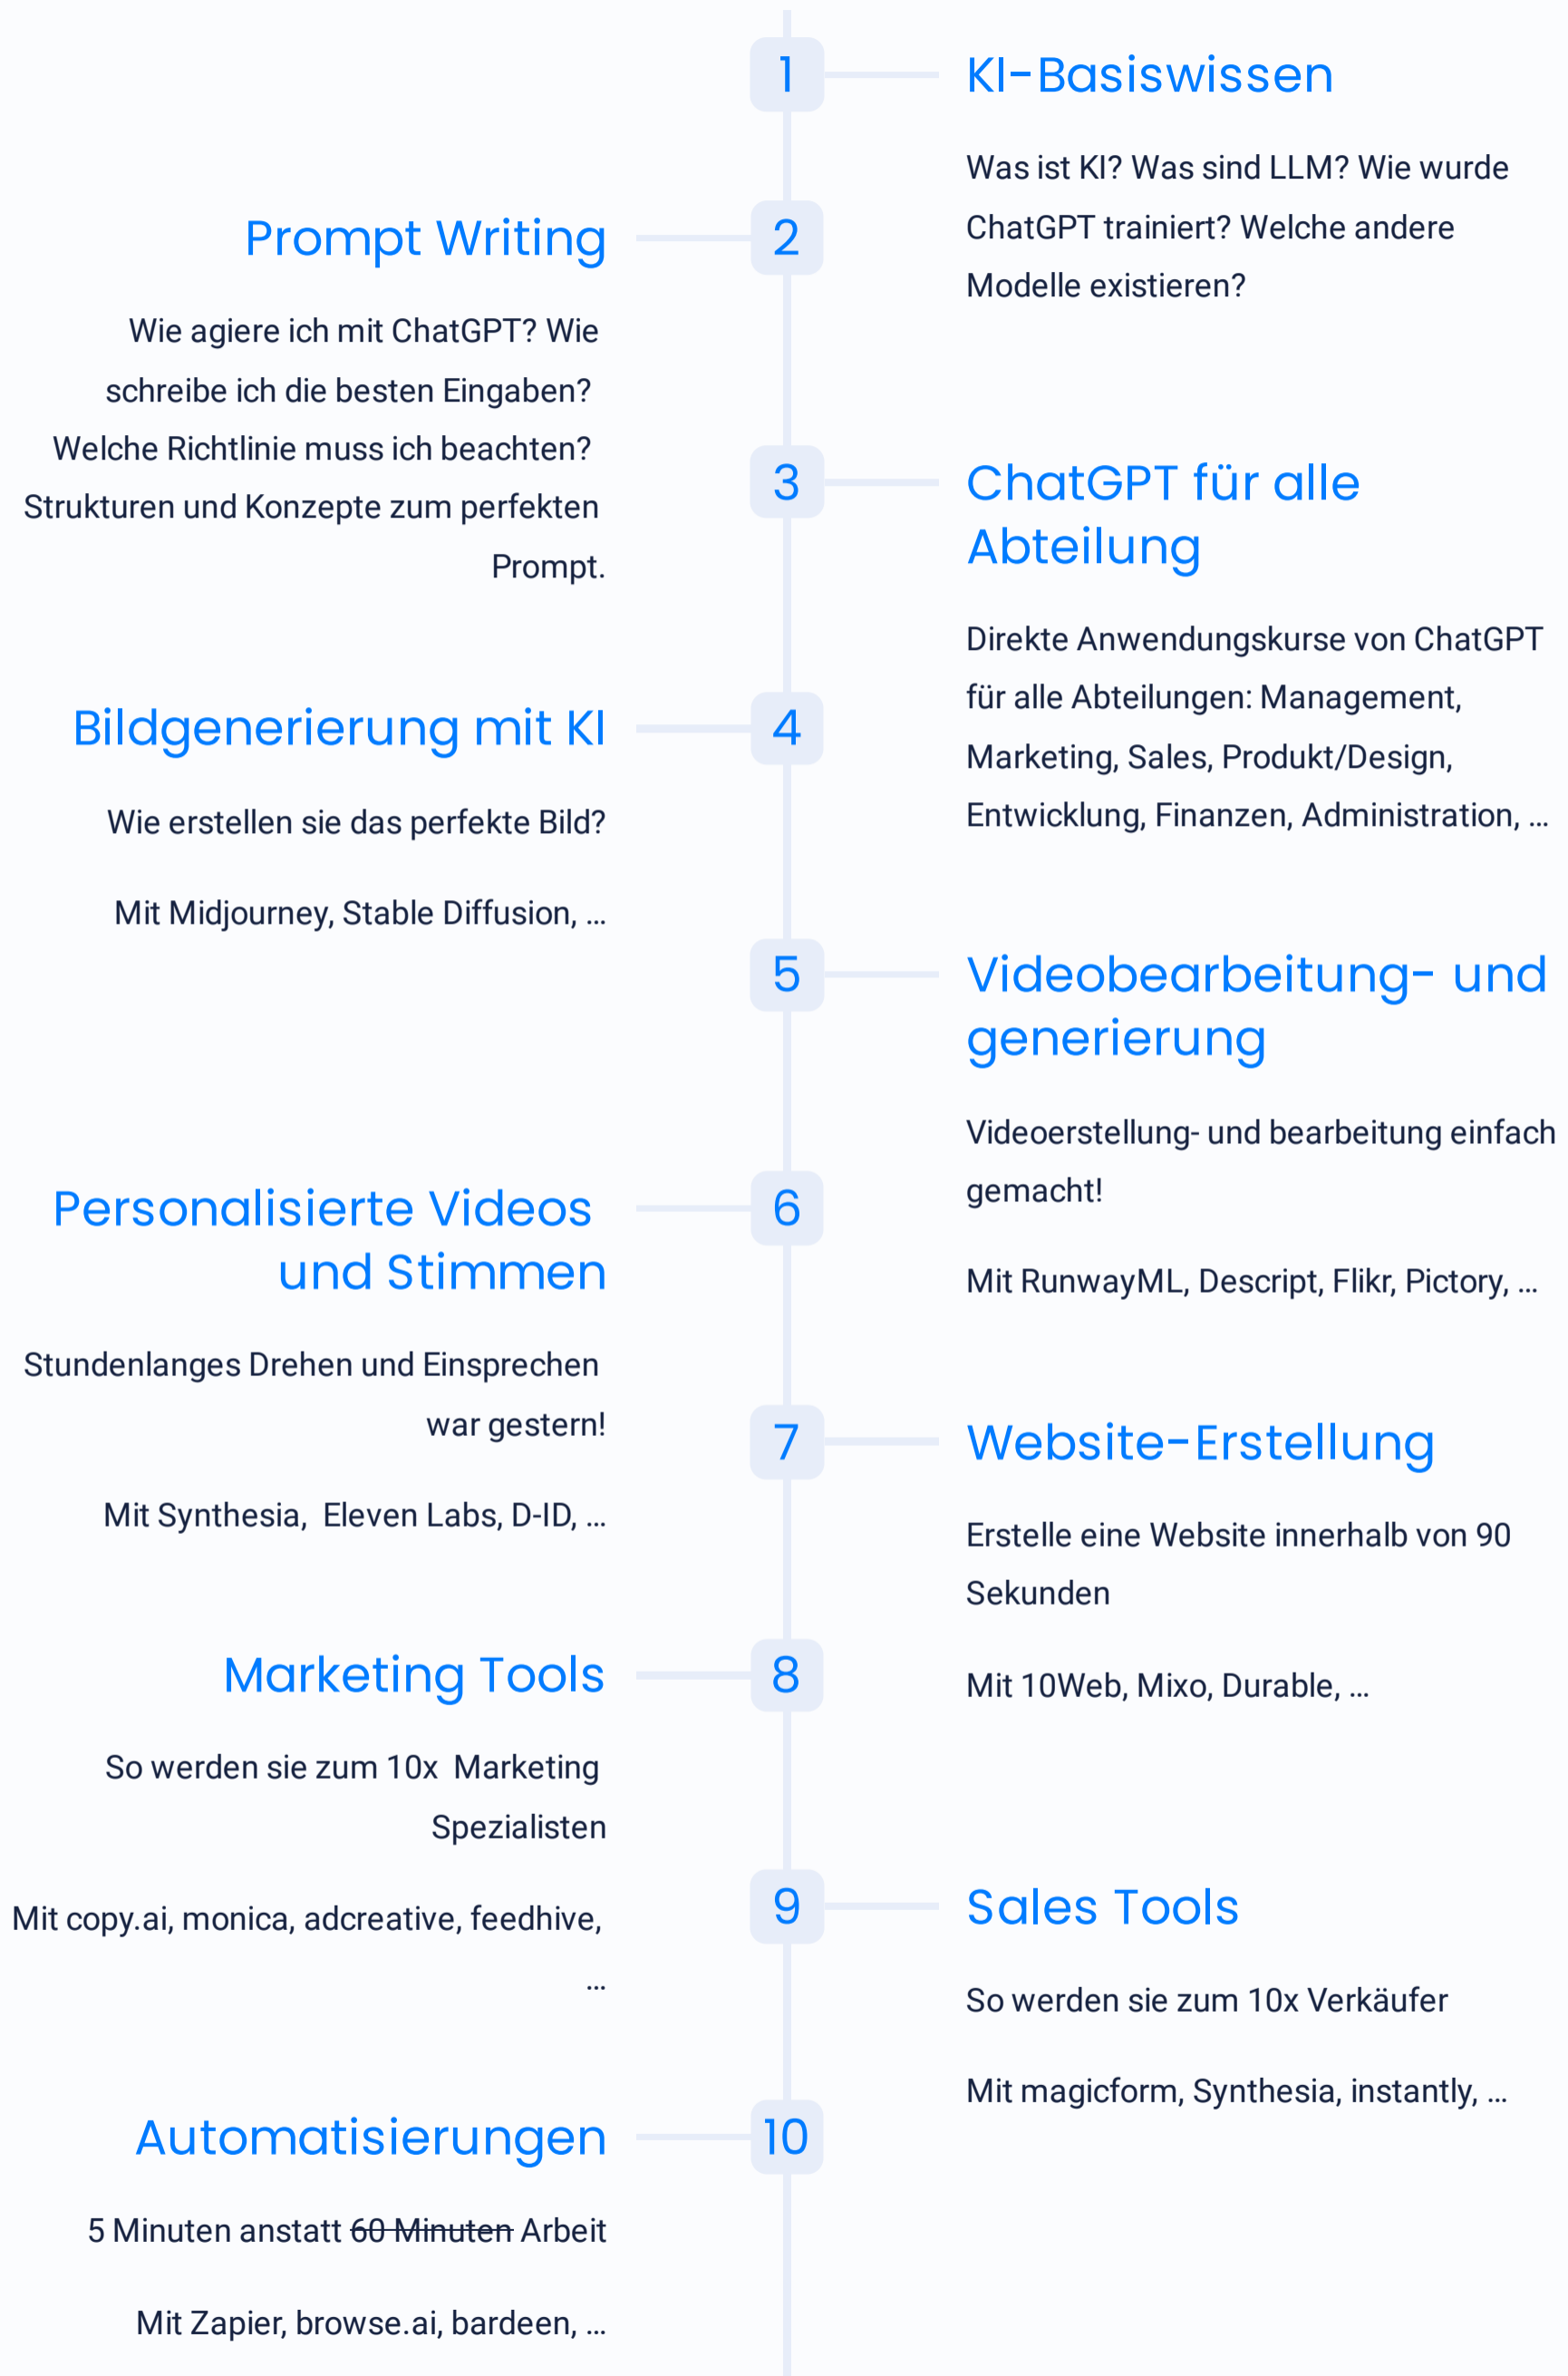 1
KI-Basiswissen
Was ist KI? Was sind LLM? Wie wurde
ChatGPT trainiert? Welche andere
Modelle existieren?
2
Prompt Writing
Wie agiere ich mit ChatGPT? Wie
schreibe ich die besten Eingaben?
Welche Richtlinie muss ich beachten?
Strukturen und Konzepte zum perfekten
Prompt.
3
ChatGPT für alle
Abteilung
Direkte Anwendungskurse von ChatGPT
für alle Abteilungen: Management,
Marketing, Sales, Produkt/Design,
Entwicklung, Finanzen, Administration, ...
4
Bildgenerierung mit KI
Wie erstellen sie das perfekte Bild?
Mit Midjourney, Stable Diffusion, ...
5
Videobearbeitung- und
generierung
Videoerstellung- und bearbeitung einfach
gemacht!
Mit RunwayML, Descript, Flikr, Pictory, ...
6
Personalisierte Videos
und Stimmen
Stundenlanges Drehen und Einsprechen
war gestern!
Mit Synthesia,  Eleven Labs, D-ID, ...
7
Website-Erstellung
Erstelle eine Website innerhalb von 90
Sekunden
Mit 10Web, Mixo, Durable, ...
8
Marketing Tools
So werden sie zum 10x  Marketing
Spezialisten
Mit copy.ai, monica, adcreative, feedhive,
...
9
Sales Tools
So werden sie zum 10x Verkäufer
Mit magicform, Synthesia, instantly, ...
10
Automatisierungen
5 Minuten anstatt 60 Minuten Arbeit
Mit Zapier, browse.ai, bardeen, ...